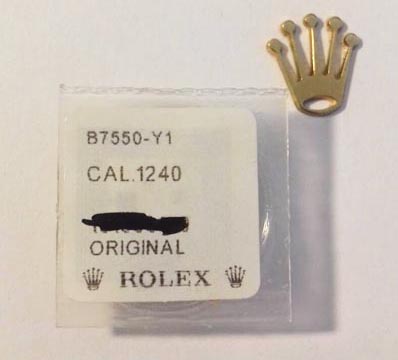 B7550-Y1
CAL.1240
ORIGINAL
ROLEX